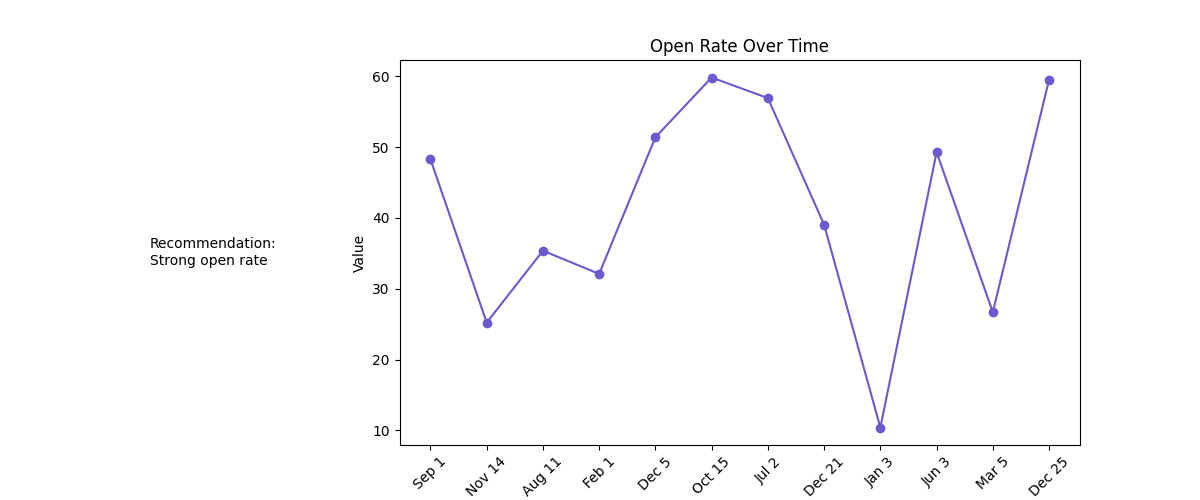 Open Rate Over Time
Recommendation:
Strong open rate
Value
60
50
40
30
20
10
Sep 1
Nov 14
Aug 11
Feb 1
Dec 5
Oct 15
Jul 2
Dec 21
Jan 3
Jun 3
Mar 5
Dec 25